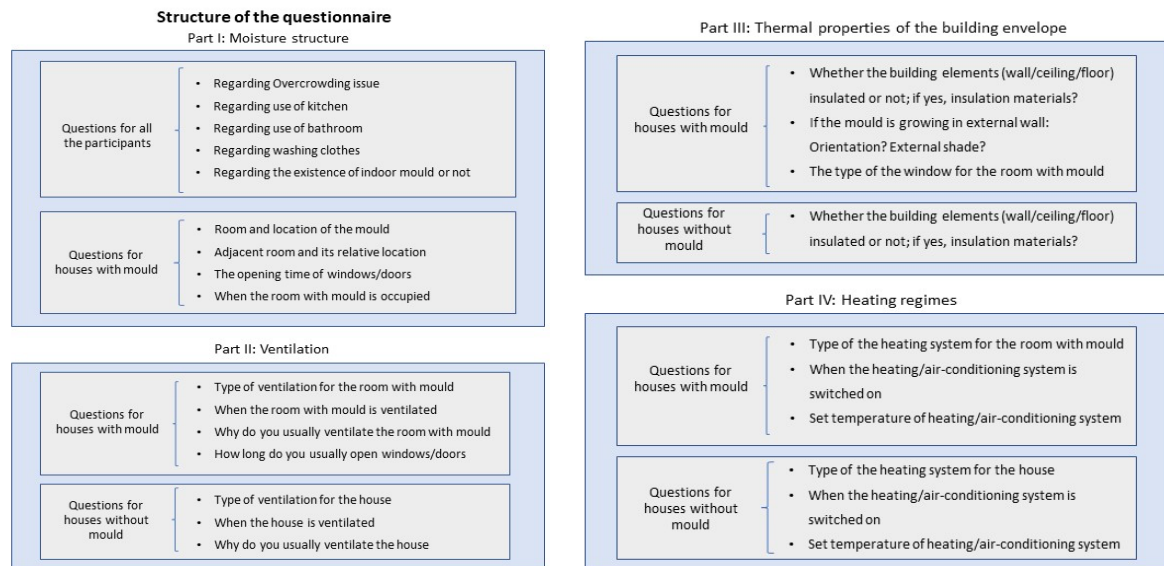 Structure of the questionnaire
Part I: Moisture structure
Questions for all
the participants
• Regarding Overcrowding issue
• Regarding use of kitchen
• Regarding use of bathroom
• Regarding washing clothes
• Regarding the existence of indoor mould or not
Questions for
houses with mould
• Room and location of the mould
• Adjacent room and its relative location
• The opening time of windows/doors
• When the room with mould is occupied
Part II: Ventilation
Questions for
houses with mould
• Type of ventilation for the room with mould
• When the room with mould is ventilated
• Why do you usually ventilate the room with mould
• How long do you usually open windows/doors
Questions for
houses without
mould
• Type of ventilation for the house
• When the house is ventilated
• Why do you usually ventilate the house
Part III: Thermal properties of the building envelope
Questions for
houses with mould
• Whether the building elements (wall/ceiling/floor)
insulated or not; if yes, insulation materials?
• If the mould is growing in external wall:
Orientation? External shade?
• The type of the window for the room with mould
Questions for
houses without
mould
• Whether the building elements (wall/ceiling/floor)
insulated or not; if yes, insulation materials?
Part IV: Heating regimes
Questions for
houses with mould
• Type of the heating system for the room with mould
• When the heating/air-conditioning system is
switched on
• Set temperature of heating/air-conditioning system
Questions for
houses without
mould
• Type of the heating system for the house
• When the heating/air-conditioning system is
switched on
• Set temperature of heating/air-conditioning system